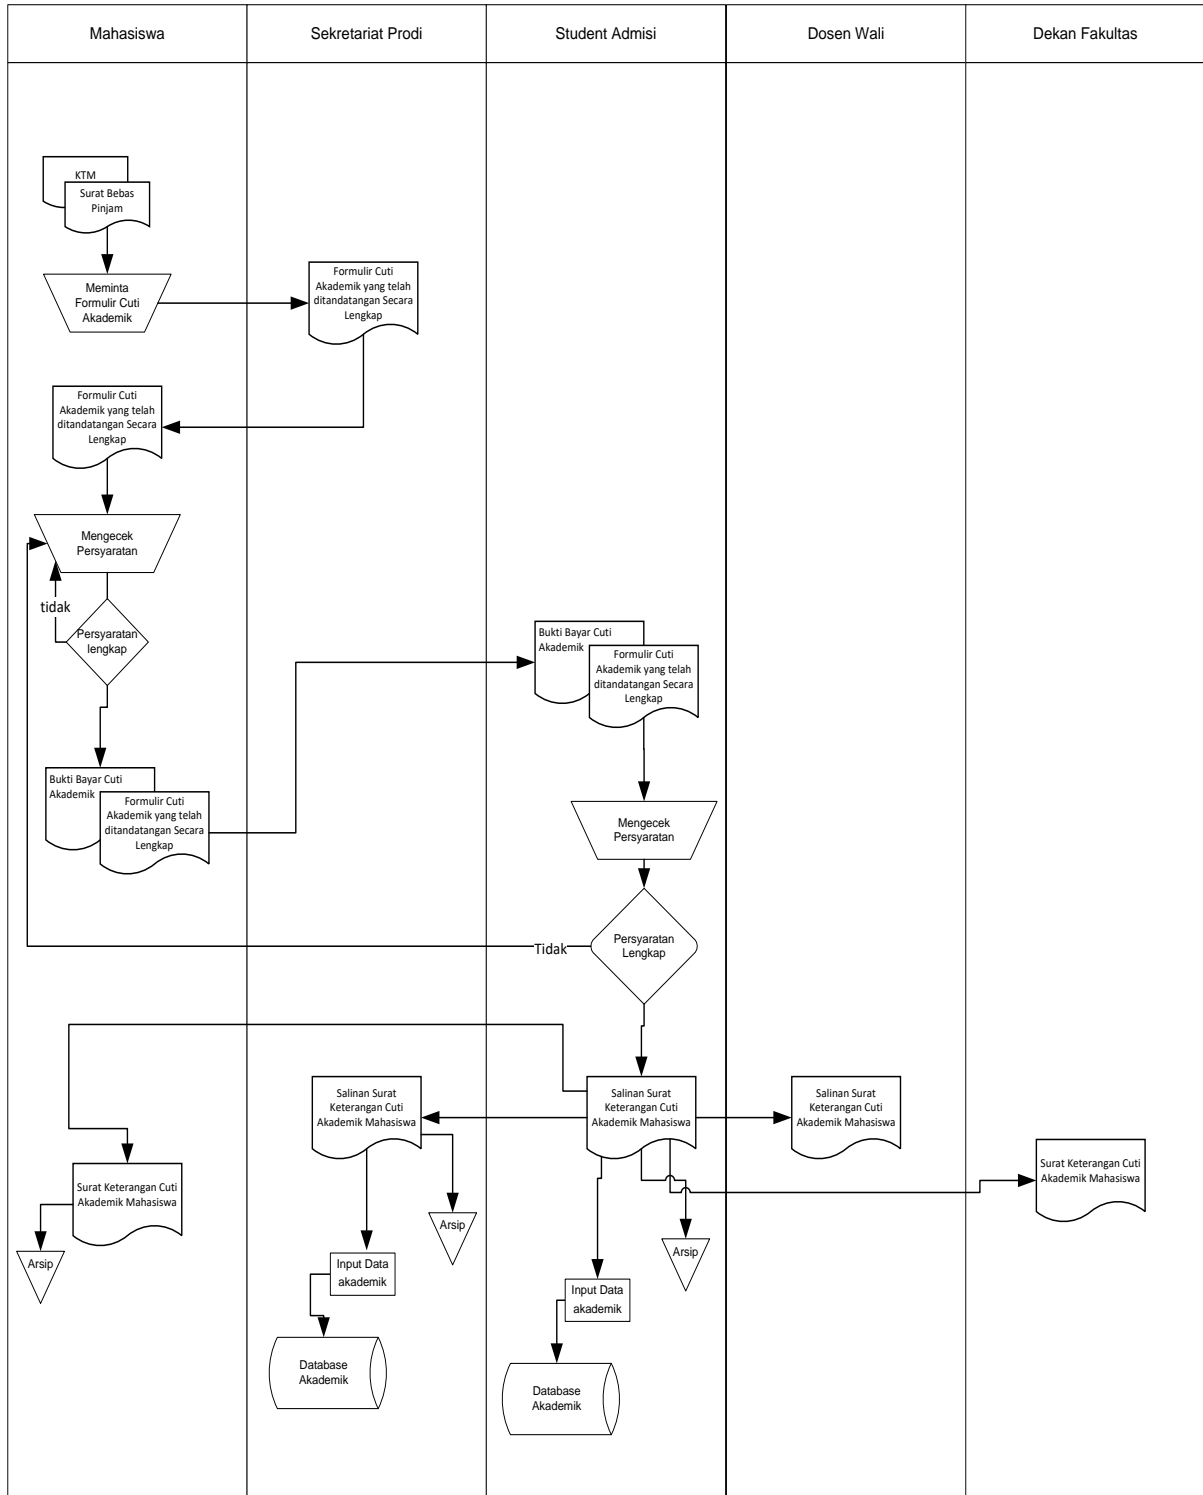 Mahasiswa
Sekretariat Prodi
Student Admisi
Dosen Wali
Dekan Fakultas
KTM
Surat Bebas
Pinjam
Meminta
Formulir Cuti
Akademik
Formulir Cuti
Akademik yang telah
ditandatangan Secara
Lengkap
Formulir Cuti
Akademik yang telah
ditandatangan Secara
Lengkap
Mengecek
Persyaratan
tidak
Persyaratan
lengkap
Bukti Bayar Cuti
Akademik
Formulir Cuti
Akademik yang telah
ditandatangan Secara
Lengkap
Bukti Bayar Cuti
Akademik
Formulir Cuti
Akademik yang telah
ditandatangan Secara
Lengkap
Mengecek
Persyaratan
Persyaratan
Lengkap
Tidak
Salinan Surat
Keterangan Cuti
Akademik Mahasiswa
Salinan Surat
Keterangan Cuti
Akademik Mahasiswa
Salinan Surat
Keterangan Cuti
Akademik Mahasiswa
Surat Keterangan Cuti
Akademik Mahasiswa
Surat Keterangan Cuti
Akademik Mahasiswa
Arsip
Arsip
Arsip
Input Data
akademik
Input Data
akademik
Database
Akademik
Database
Akademik